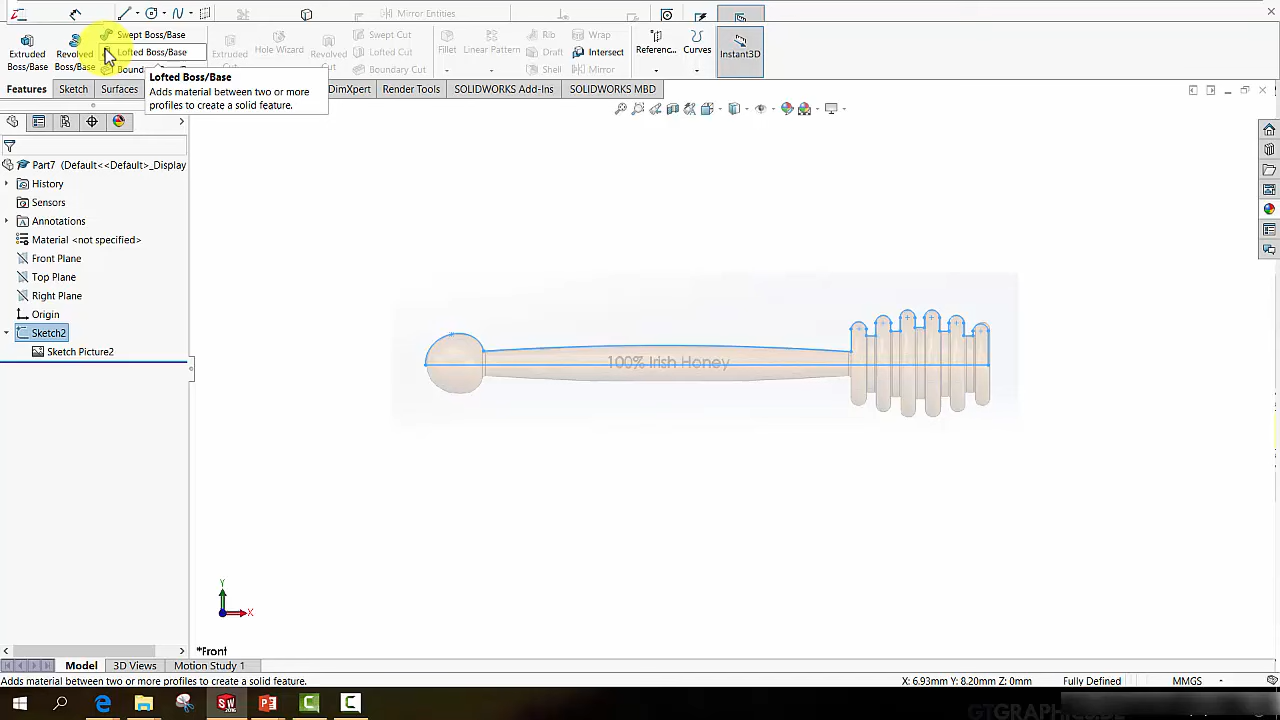 Mirror Entities
Extruded Boss/Base
Revolved Boss/Base
Swept Boss/Base
Lofted Boss/Base
Bound
Extruded
Hole Wizard
Revolved
Cut
Swept Cut
Lofted Cut
Boundary Cut
Fillet
Linear Pattern
Rib
Draft
Shell
Wrap
Intersect
Mirror
Referenc...
Curves
Instant3D
Lofted Boss/Base
Adds material between two or more
profiles to create a solid feature.
Features
Sketch
Surfaces
DimXpert
Render Tools
SOLIDWORKS Add-Ins
SOLIDWORKS MBD
Part7 (Default<<Default>_Display
History
Sensors
Annotations
Material <not specified>
Front Plane
Top Plane
Right Plane
Origin
Sketch2
Sketch Picture2
100% Irish Honey
Y
X
*Front
Model
3D Views
Motion Study 1
Adds material between two or more profiles to create a solid feature.
X: 6.93mm Y: 8.20mm Z: 0mm
Fully Defined
MMGS